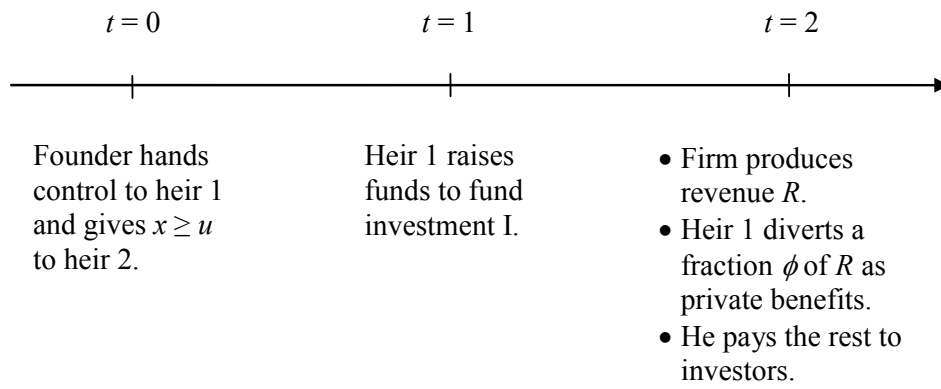 t = 0
t = 1
t = 2
Founder hands
control to heir 1
and gives x ≥ u
to heir 2.
Heir 1 raises
funds to fund
investment I.
• Firm produces
revenue R.
• Heir 1 diverts a
fraction ϕ of R as
private benefits.
• He pays the rest to
investors.